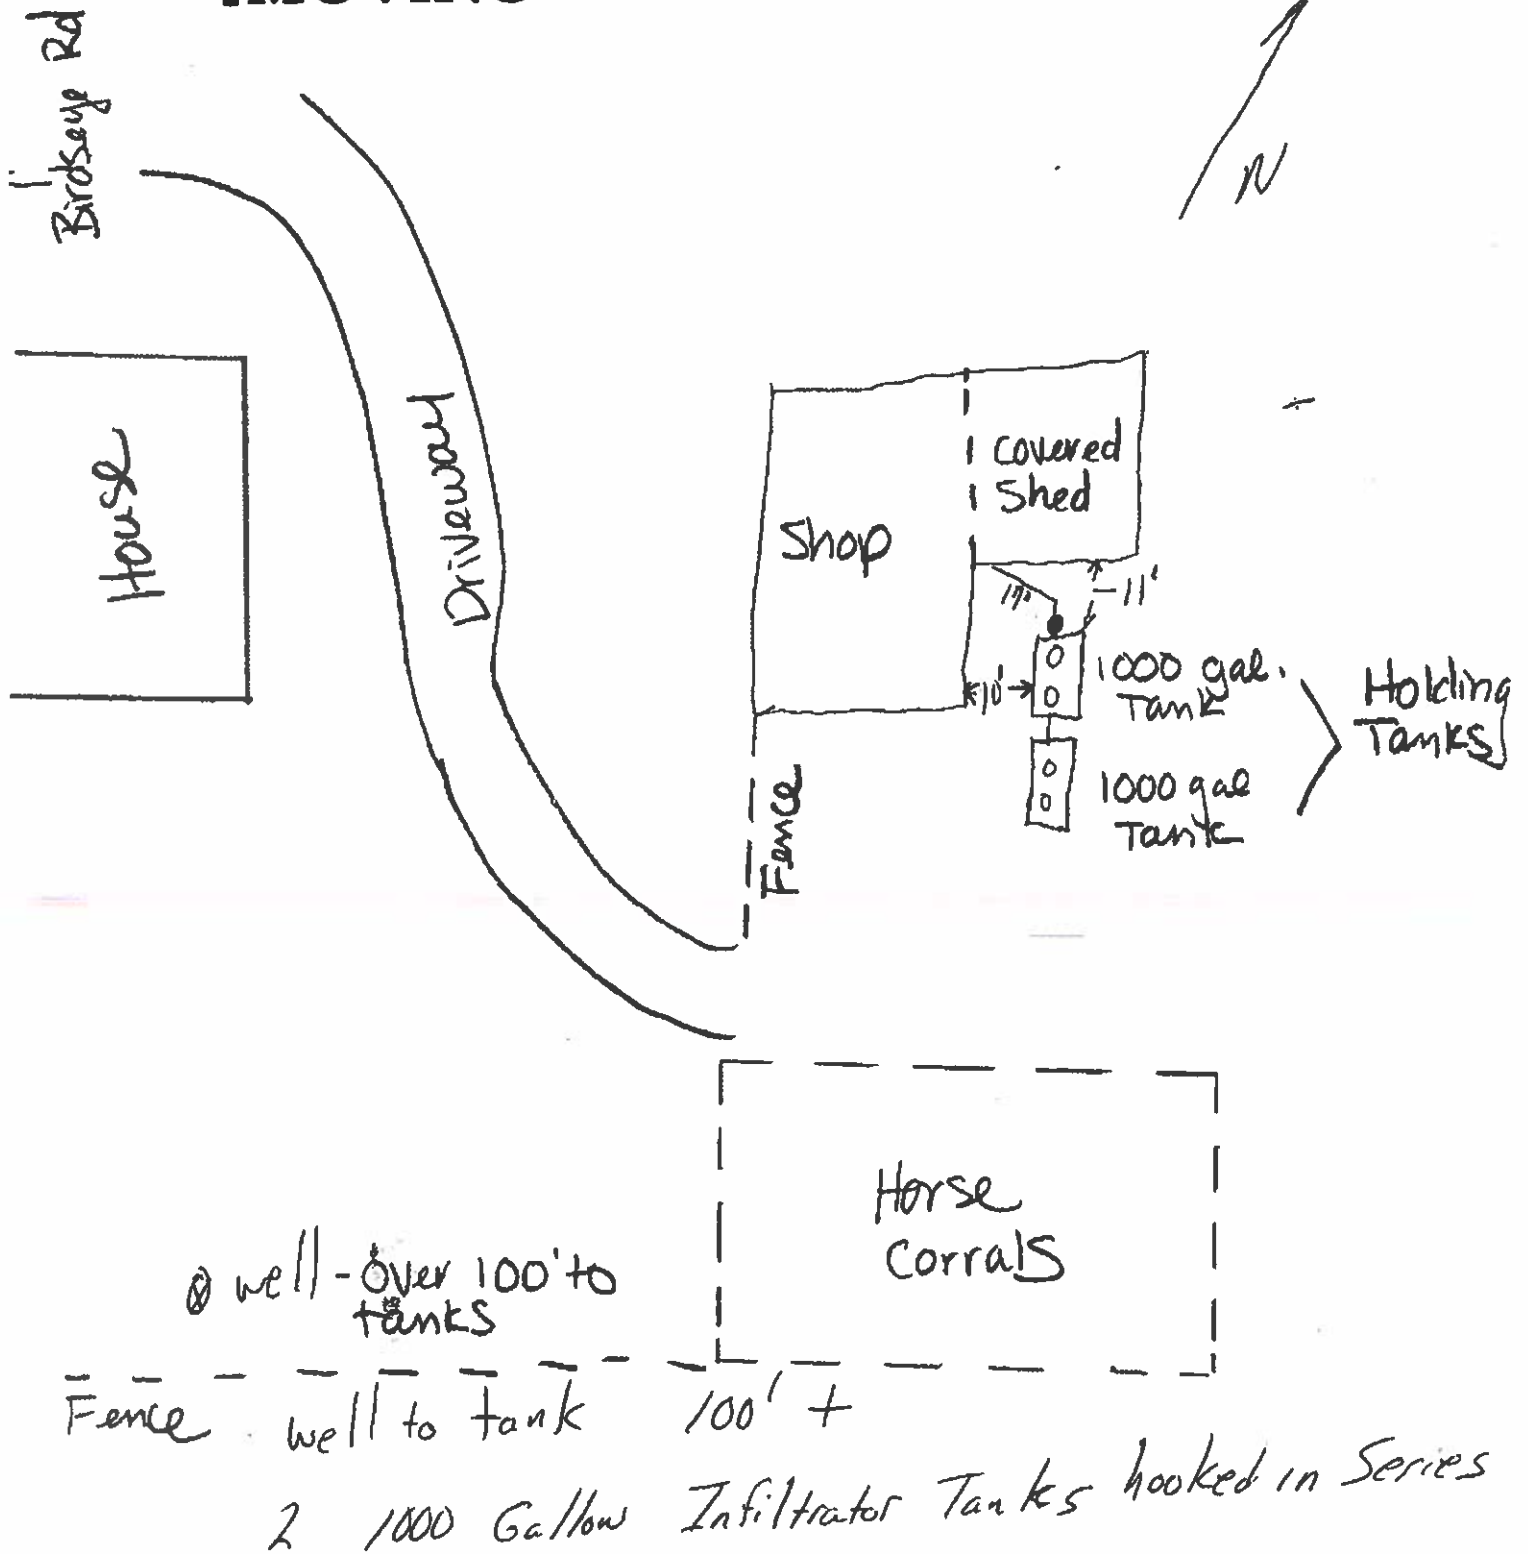 Birdseye Rd
N
House
Driveway
Covered
Shed
Shop
11'
10'
1000 gal.
Tank
Holding
Tanks
1000 gal
Tank
Fence
Horse
Corrals
well - over 100' to
tanks
Fence
well to tank 100' +
2 1000 Gallon Infiltrator Tanks hooked in Series